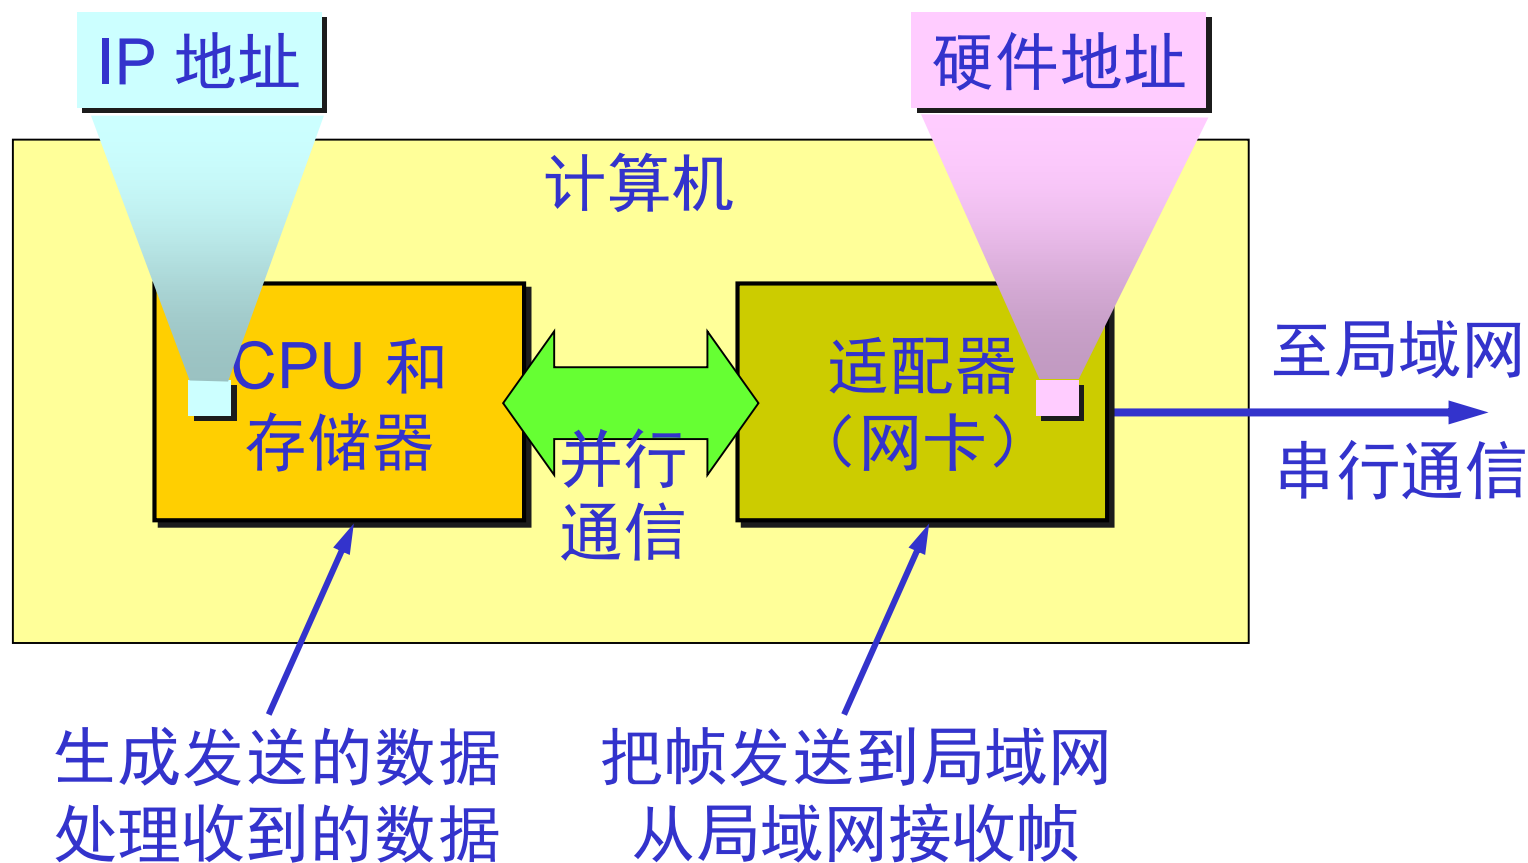 IP 地址
硬件地址
计算机
CPU 和
存储器
适配器
（网卡）
并行
通信
至局域网
串行通信
生成发送的数据
处理收到的数据
把帧发送到局域网
从局域网接收帧